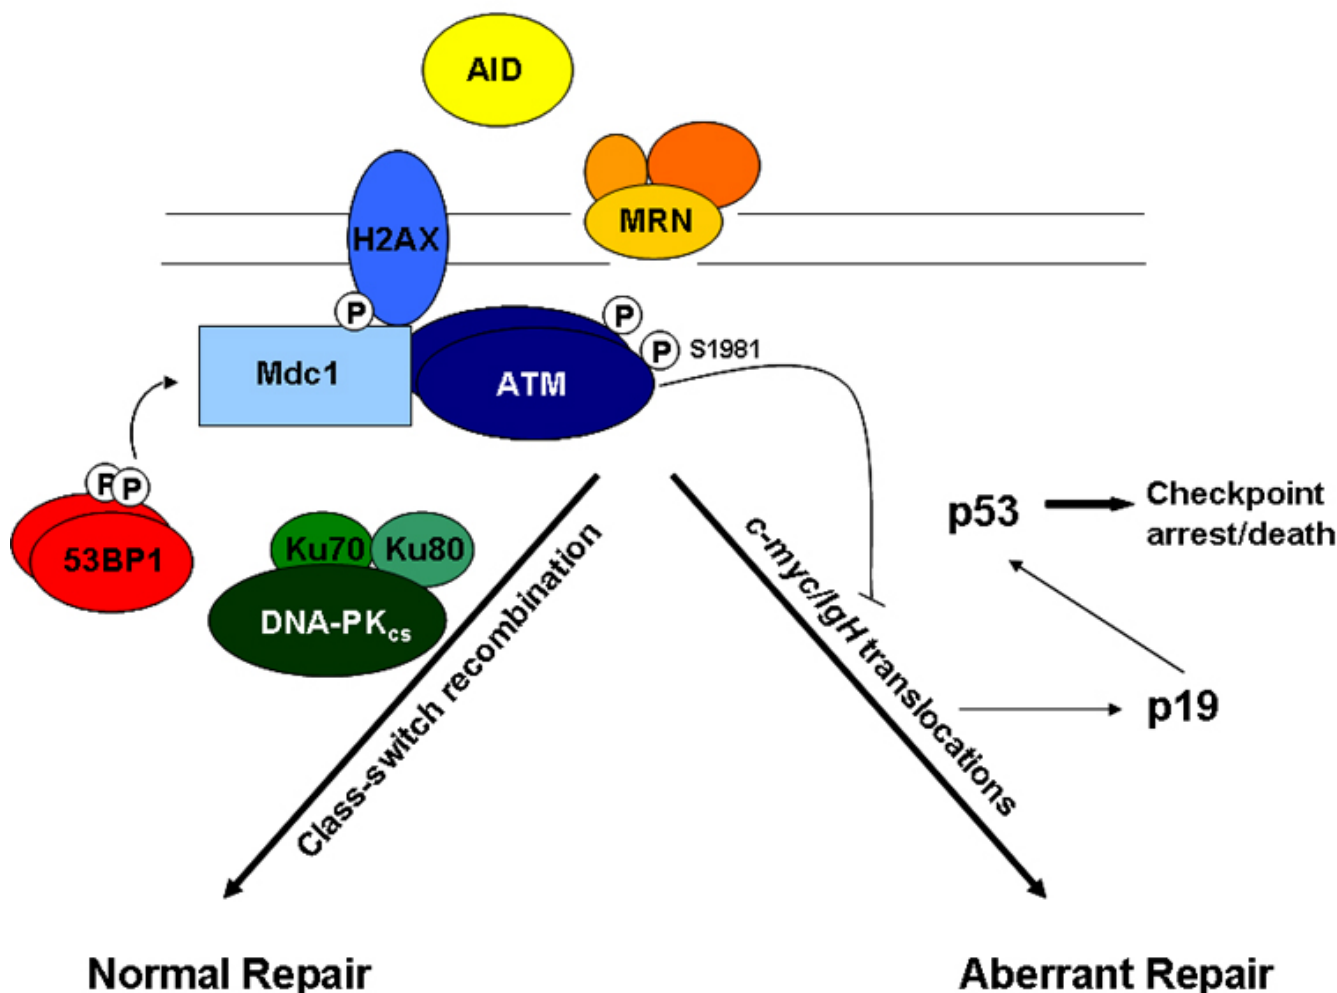 AID
MRN
H2AX
P
P
P S1981
Mdc1
ATM
P P
53BP1
Ku70 Ku80
DNA-PKcs
Class-switch recombination
c-myc/IgH translocations
p53
Checkpoint
arrest/death
p19
Normal Repair
Aberrant Repair